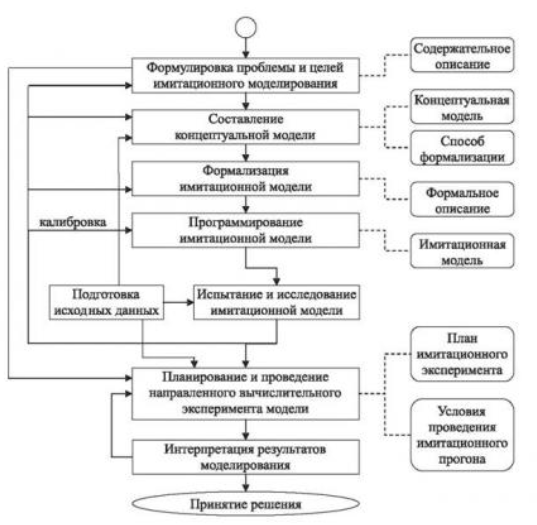 Формулировка проблемы и целей
имитационного моделирования
Содержательное
описание
Составление
концептуальной модели
Концептуальная
модель
Способ
формализации
Формализация
имитационной модели
Формальное
описание
калибровка
Программирование
имитационной модели
Имитационная
модель
Подготовка
исходных данных
Испытание и исследование
имитационной модели
План
имитационного
эксперимента
Планирование и проведение
направленного вычислительного
эксперимента модели
Условия
проведения
имитационного
прогона
Интерпретация результатов
моделирования
Принятие решения